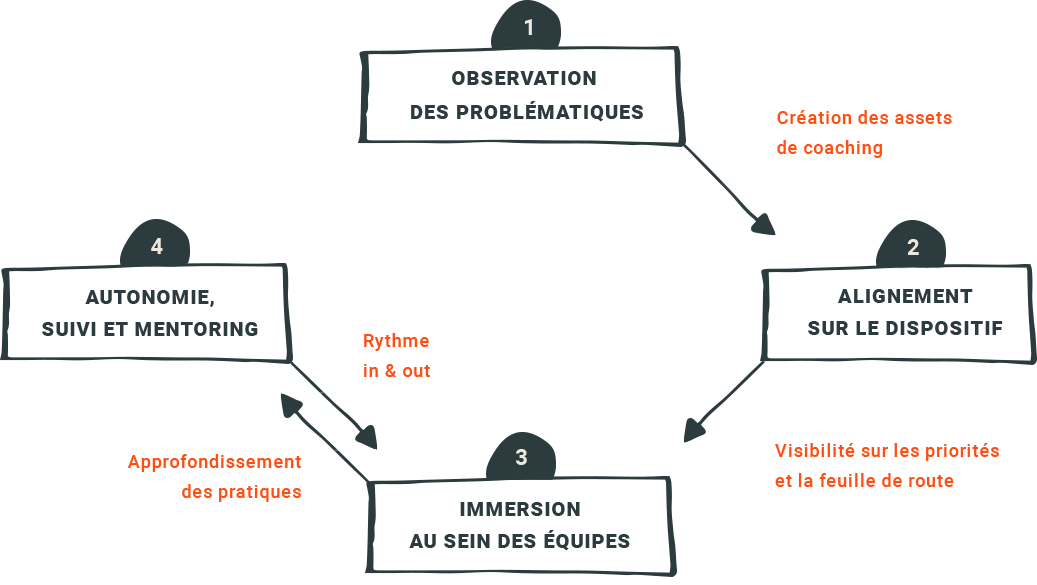 1
OBSERVATION
DES PROBLÉMATIQUES
Création des assets
de coaching
2
ALIGNEMENT
SUR LE DISPOSITIF
Visibilité sur les priorités
et la feuille de route
3
IMMERSION
AU SEIN DES ÉQUIPES
Approfondissement
des pratiques
4
AUTONOMIE,
SUIVI ET MENTORING
Rythme
in & out